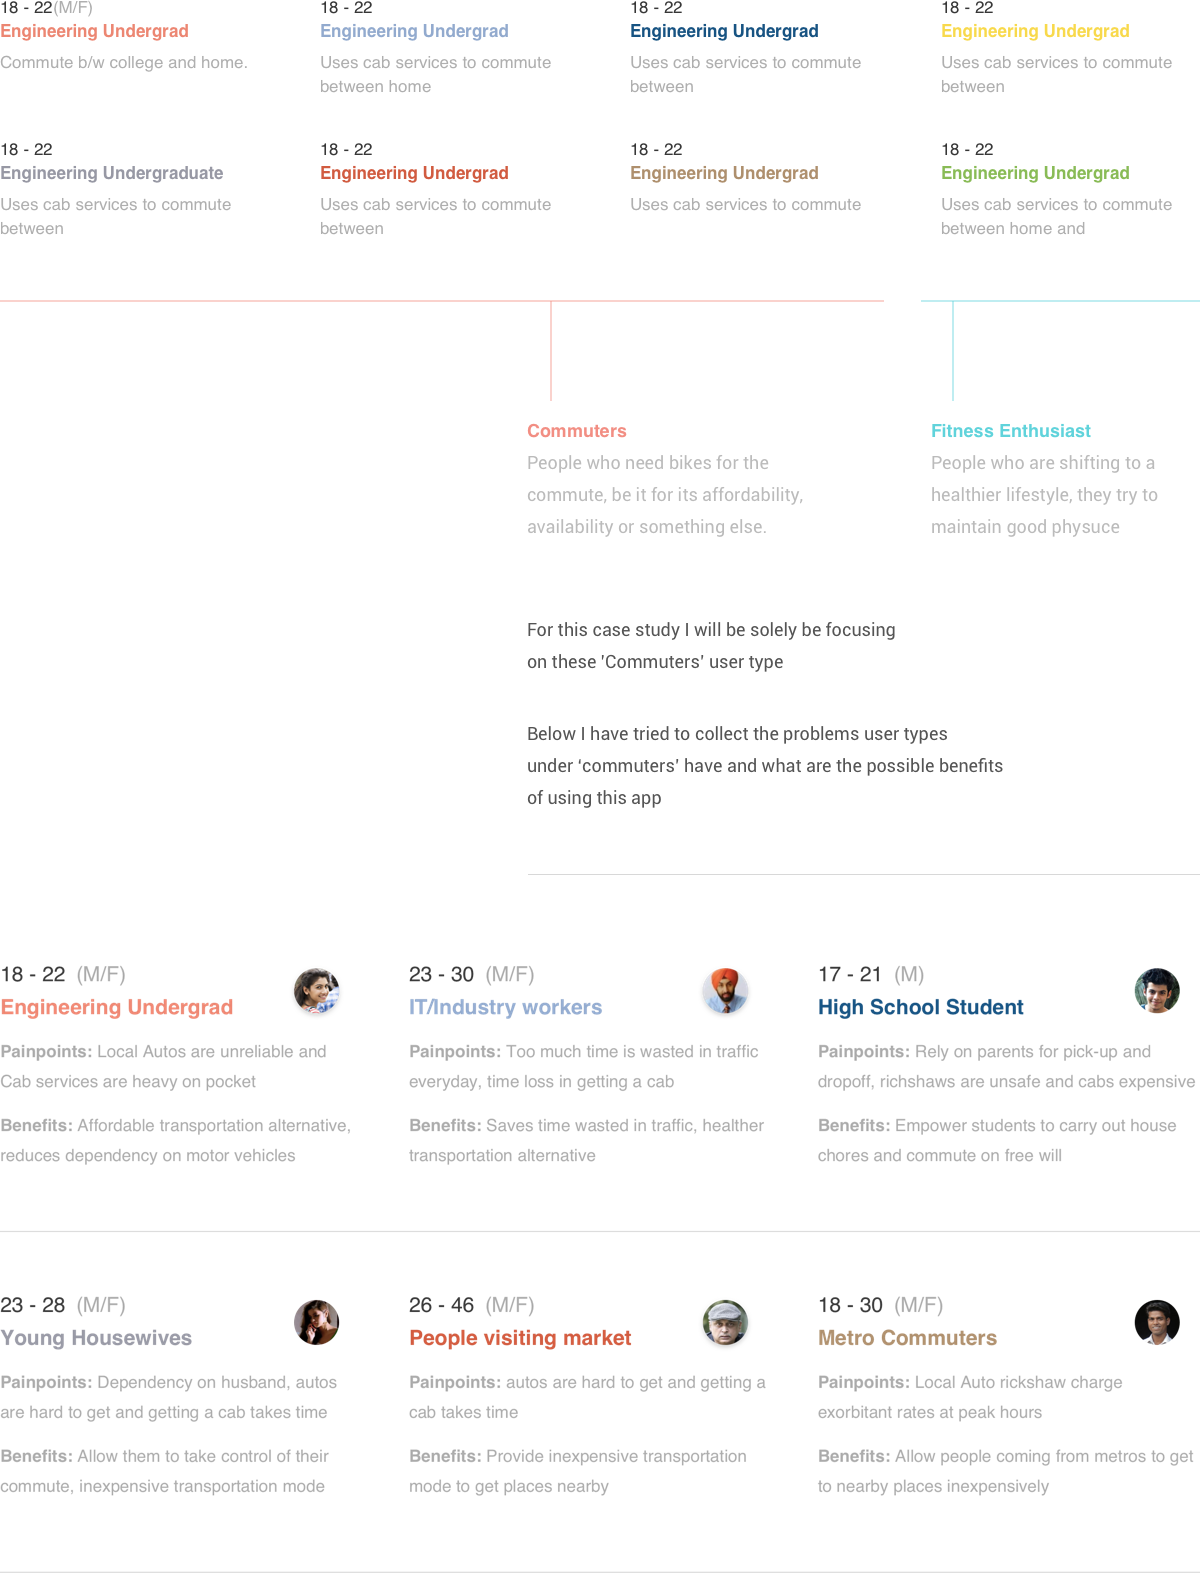 18 - 22(M/F)
Engineering Undergrad
Commute b/w college and home.
18 - 22
Engineering Undergrad
Uses cab services to commute
between home
18 - 22
Engineering Undergrad
Uses cab services to commute
between
18 - 22
Engineering Undergrad
Uses cab services to commute
between
18 - 22
Engineering Undergraduate
Uses cab services to commute
between
18 - 22
Engineering Undergrad
Uses cab services to commute
between
18 - 22
Engineering Undergrad
Uses cab services to commute
18 - 22
Engineering Undergrad
Uses cab services to commute
between home and
Commuters
People who need bikes for the
commute, be it for its affordability,
availability or something else.
Fitness Enthusiast
People who are shifting to a
healthier lifestyle, they try to
maintain good physuce
For this case study I will be solely be focusing
on these 'Commuters' user type
Below I have tried to collect the problems user types
under ‘commuters’ have and what are the possible benefits
of using this app
18 - 22 (M/F)
Engineering Undergrad
Painpoints: Local Autos are unreliable and
Cab services are heavy on pocket
Benefits: Affordable transportation alternative,
reduces dependency on motor vehicles
23 - 30 (M/F)
IT/Industry workers
Painpoints: Too much time is wasted in traffic
everyday, time loss in getting a cab
Benefits: Saves time wasted in traffic, healther
transportation alternative
17 - 21 (M)
High School Student
Painpoints: Rely on parents for pick-up and
dropoff, richshaws are unsafe and cabs expensive
Benefits: Empower students to carry out house
chores and commute on free will
23 - 28 (M/F)
Young Housewives
Painpoints: Dependency on husband, autos
are hard to get and getting a cab takes time
Benefits: Allow them to take control of their
commute, inexpensive transportation mode
26 - 46 (M/F)
People visiting market
Painpoints: autos are hard to get and getting a
cab takes time
Benefits: Provide inexpensive transportation
mode to get places nearby
18 - 30 (M/F)
Metro Commuters
Painpoints: Local Auto rickshaw charge
exorbitant rates at peak hours
Benefits: Allow people coming from metros to get
to nearby places inexpensively